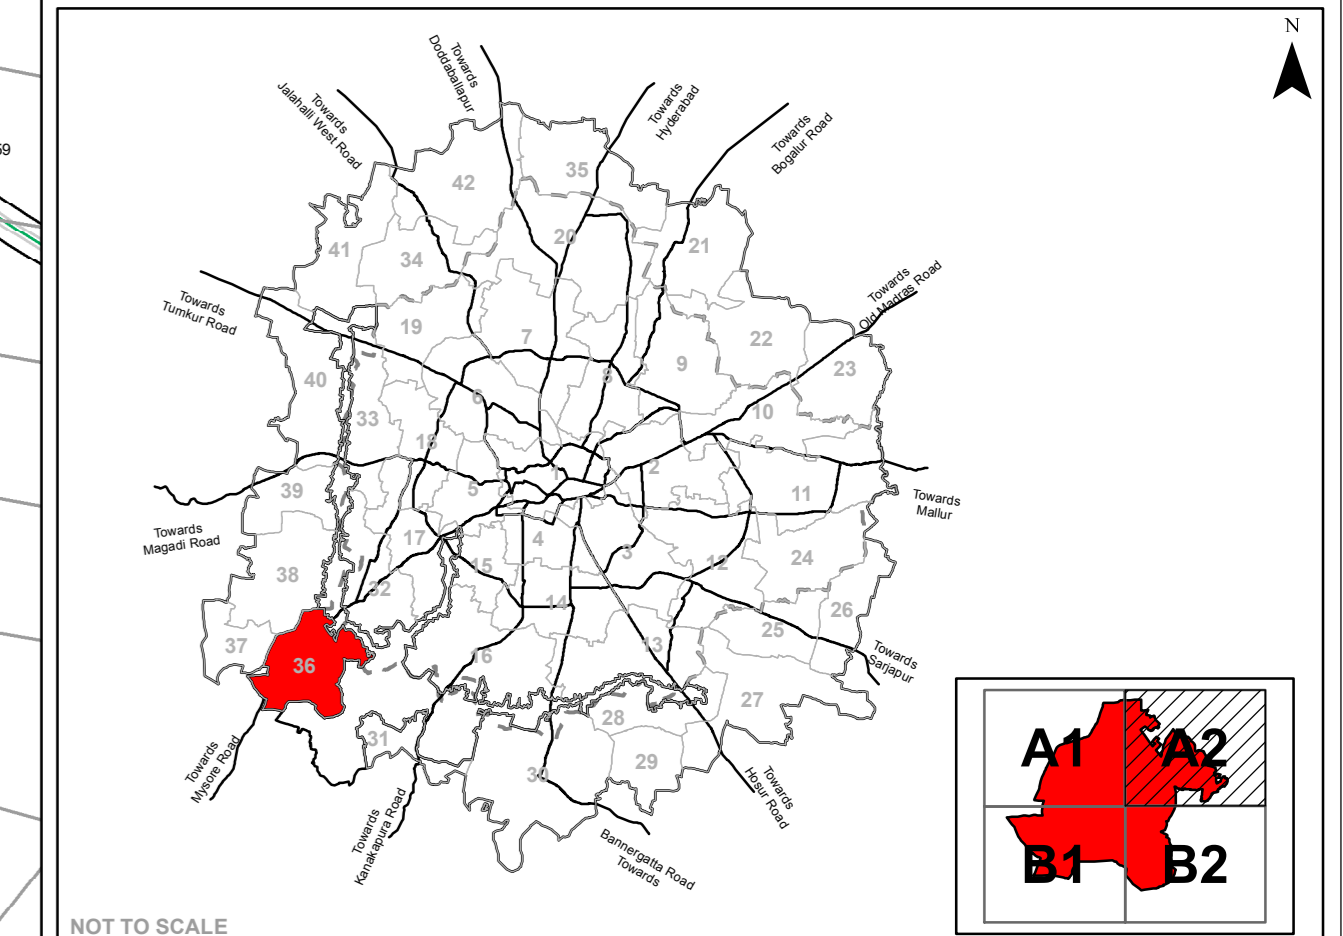 N
59
Towards
Doddaballapur
Towards
Jalahalli West Road
Towards
Hyderabad
Towards
Bogalur Road
Towards
Old Madras Road
Towards
Tumkur Road
Towards
Magadi Road
Towards
Mallur
Towards
Sarjapur
Towards
Hosur Road
Bannergatta Road
Towards
Towards
Kanakapura Road
Towards
Mysore Road
42
35
20
21
41
34
19
7
22
23
9
8
40
6
33
10
18
1
2
39
5
11
17
4
3
12
24
38
15
32
14
26
25
37
36
16
13
27
28
31
29
30
A1
A2
B1
B2
NOT TO SCALE